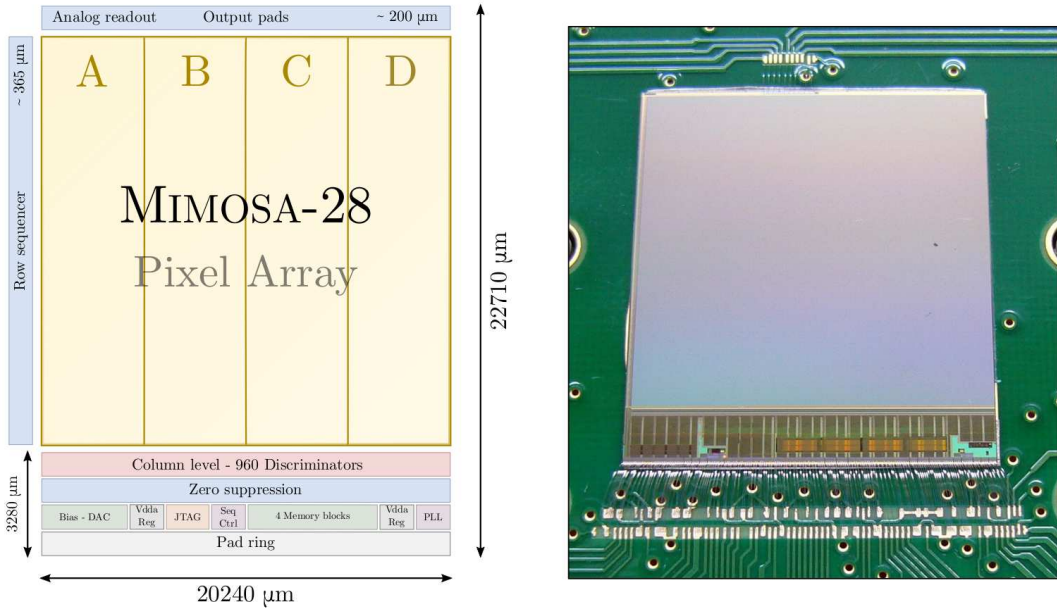 Analog readout Output pads ~ 200 μm
~ 365 μm
Row sequencer
A B C D
MIMOSA-28
Pixel Array
22710 μm
3280 μm
Column level - 960 Discriminators
Zero suppression
Bias - DAC Vdda Reg JTAG Seq Ctrl 4 Memory blocks Vdda Reg PLL
Pad ring
20240 μm